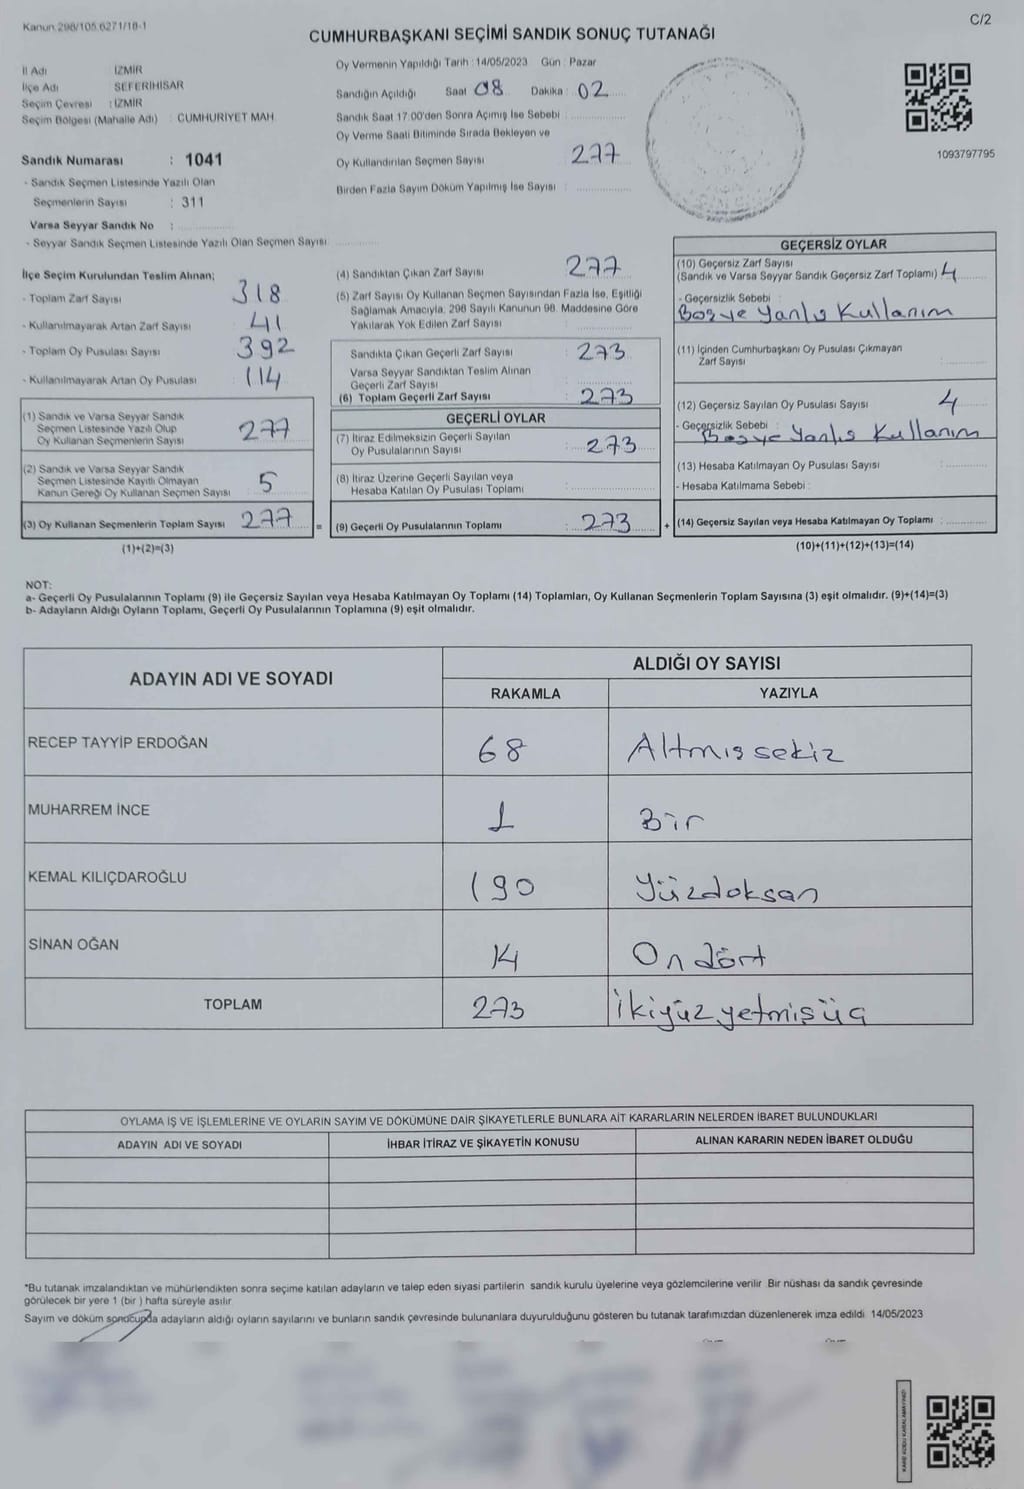 Kanun 298/105 6271/18-1
C/2
CUMHURBAŞKANI SEÇİMİ SANDIK SONUÇ TUTANAĞI
İl Adı İZMİR
İlçe Adı SEFERİHİSAR
Seçim Çevresi : İZMİR
Seçim Bölgesi (Mahalle Adı) : CUMHURİYET MAH.
Sandık Numarası : 1041
- Sandık Seçmen Listesinde Yazılı Olan
Seçmenlerin Sayısı : 311
Varsa Seyyar Sandık No :
- Seyyar Sandık Seçmen Listesinde Yazılı Olan Seçmen Sayısı
Oy Vermenin Yapıldığı Tarih : 14/05/2023 Gün : Pazar
Sandığın Açıldığı Saat 08 Dakika : 02
Sandık Saat 17:00'den Sonra Açımış İse Sebebi :
Oy Verme Saati Bitiminde Sırada Bekleyen ve
Oy Kullandırılan Seçmen Sayısı 277
Birden Fazla Sayım Döküm Yapılmış İse Sayısı :
1093797795
İlçe Seçim Kurulundan Teslim Alınan;
- Toplam Zarf Sayısı 318
- Kullanılmayarak Artan Zarf Sayısı 41
- Toplam Oy Pusulası Sayısı 392
- Kullanılmayarak Artan Oy Pusulası 114
(1) Sandık ve Varsa Seyyar Sandık
Seçmen Listesinde Yazılı Olup
Oy Kullanan Seçmenlerin Sayısı 277
(2) Sandık ve Varsa Seyyar Sandık
Seçmen Listesinde Kayıtlı Olmayan
Kanun Gereği Oy Kullanan Seçmen Sayısı 5
(3) Oy Kullanan Seçmenlerin Toplam Sayısı 277 =
(1)+(2)=(3)
(4) Sandıktan Çıkan Zarf Sayısı 277
(5) Zarf Sayısı Oy Kullanan Seçmen Sayısından Fazla İse, Eşitliği
Sağlamak Amacıyla, 298 Sayılı Kanunun 98. Maddesine Göre
Yakılarak Yok Edilen Zarf Sayısı :
Sandıkta Çıkan Geçerli Zarf Sayısı : 273
Varsa Seyyar Sandıktan Teslim Alınan
Geçerli Zarf Sayısı :
(6) Toplam Geçerli Zarf Sayısı : 273
GEÇERLİ OYLAR
(7) İtiraz Edilmeksizin Geçerli Sayılan
Oy Pusulalarının Sayısı : 273
(8) İtiraz Üzerine Geçerli Sayılan veya
Hesaba Katılan Oy Pusulası Toplamı :
(9) Geçerli Oy Pusulalarının Toplamı : 273 +
GEÇERSİZ OYLAR
(10) Geçersiz Zarf Sayısı
(Sandık ve Varsa Seyyar Sandık Geçersiz Zarf Toplamı) 4
- Geçersizlik Sebebi :
Boş ve Yanlış Kullanım
(11) İçinden Cumhurbaşkanı Oy Pusulası Çıkmayan
Zarf Sayısı :
(12) Geçersiz Sayılan Oy Pusulası Sayısı 4
- Geçersizlik Sebebi :
Boş ve Yanlış Kullanım
(13) Hesaba Katılmayan Oy Pusulası Sayısı :
- Hesaba Katılmama Sebebi :
(14) Geçersiz Sayılan veya Hesaba Katılmayan Oy Toplamı :
(10)+(11)+(12)+(13)=(14)
NOT:
a- Geçerli Oy Pusulalarının Toplamı (9) ile Geçersiz Sayılan veya Hesaba Katılmayan Oy Toplamı (14) Toplamları, Oy Kullanan Seçmenlerin Toplam Sayısına (3) eşit olmalıdır. (9)+(14)=(3)
b- Adayların Aldığı Oyların Toplamı, Geçerli Oy Pusulalarının Toplamına (9) eşit olmalıdır.
ADAYIN ADI VE SOYADI
ALDIĞI OY SAYISI
RAKAMLA YAZIYLA
RECEP TAYYİP ERDOĞAN 68 Altmış sekiz
MUHARREM İNCE 1 Bir
KEMAL KILIÇDAROĞLU 190 Yüzdoksan
SİNAN OĞAN 14 On dört
TOPLAM 273 İkiyüz yetmişüç
OYLAMA İŞ VE İŞLEMLERİNE VE OYLARIN SAYIM VE DÖKÜMÜNE DAİR ŞİKAYETLERLE BUNLARA AİT KARARLARIN NELERDEN İBARET BULUNDUKLARI
ADAYIN ADI VE SOYADI İHBAR İTİRAZ VE ŞİKAYETİN KONUSU ALINAN KARARIN NEDEN İBARET OLDUĞU
*Bu tutanak imzalandıktan ve mühürlendikten sonra seçime katılan adayların ve talep eden siyasi partilerin sandık kurulu üyelerine veya gözlemcilerine verilir. Bir nüshası da sandık çevresinde
görülecek bir yere 1 (bir ) hafta süreyle asılır.
Sayım ve döküm sonucunda adayların aldığı oyların sayılarını ve bunların sandık çevresinde bulunanlara duyurulduğunu gösteren bu tutanak tarafımızdan düzenlenerek imza edildi 14/05/2023
KARE KODU KARALAMAYINIZ!